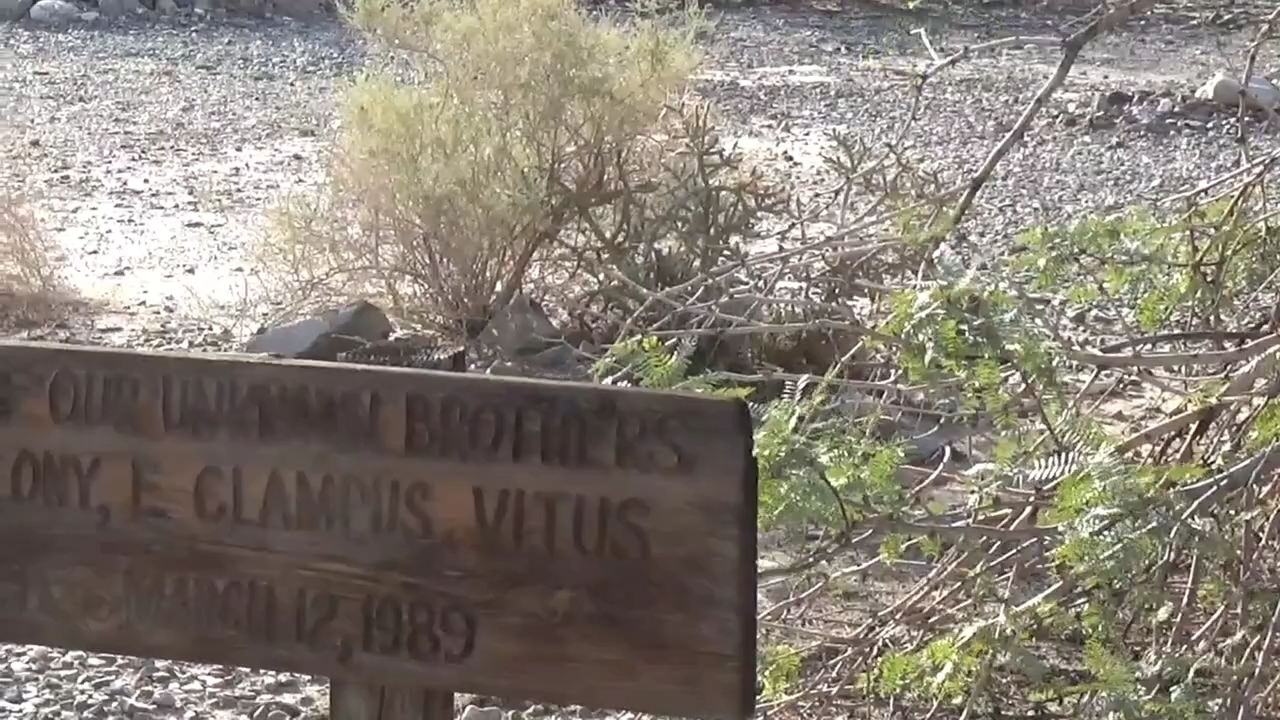 OUR UNKNOWN BROTHERS
ONY, E CLAMPUS VITUS
MARCH 12, 1989